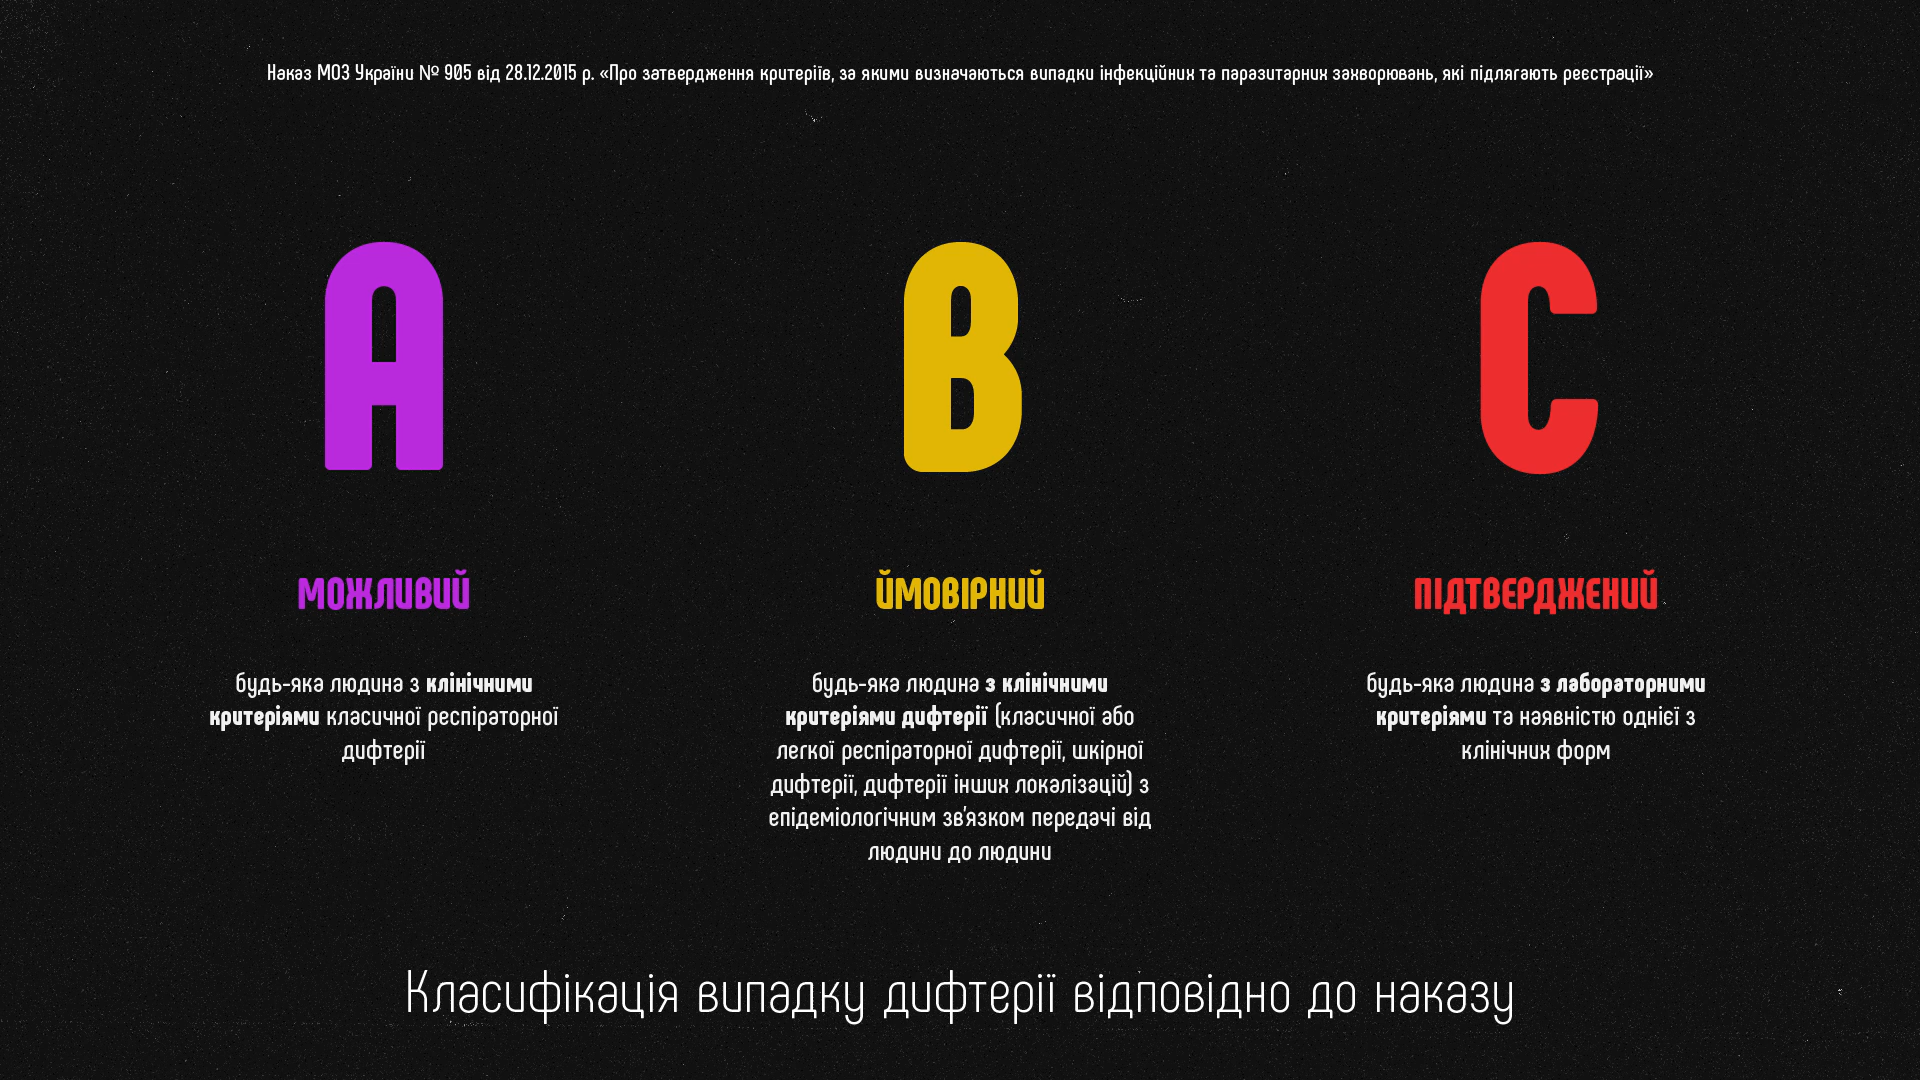 Наказ МОЗ України № 905 від 28.12.2015 р. «Про затвердження критеріїв, за якими визначаються випадки інфекційних та паразитарних захворювань, які підлягають реєстрації»
A
B
C
МОЖЛИВИЙ
ЙМОВІРНИЙ
ПІДТВЕРДЖЕНИЙ
будь-яка людина з клінічними
критеріями класичної респіраторної
дифтерії
будь-яка людина з клінічними
критеріями дифтерії (класичної або
легкої респіраторної дифтерії, шкірної
дифтерії, дифтерії інших локалізацій) з
епідеміологічним зв'язком передачі від
людини до людини
будь-яка людина з лабораторними
критеріями та наявністю однієї з
клінічних форм
Класифікація випадку дифтерії відповідно до наказу